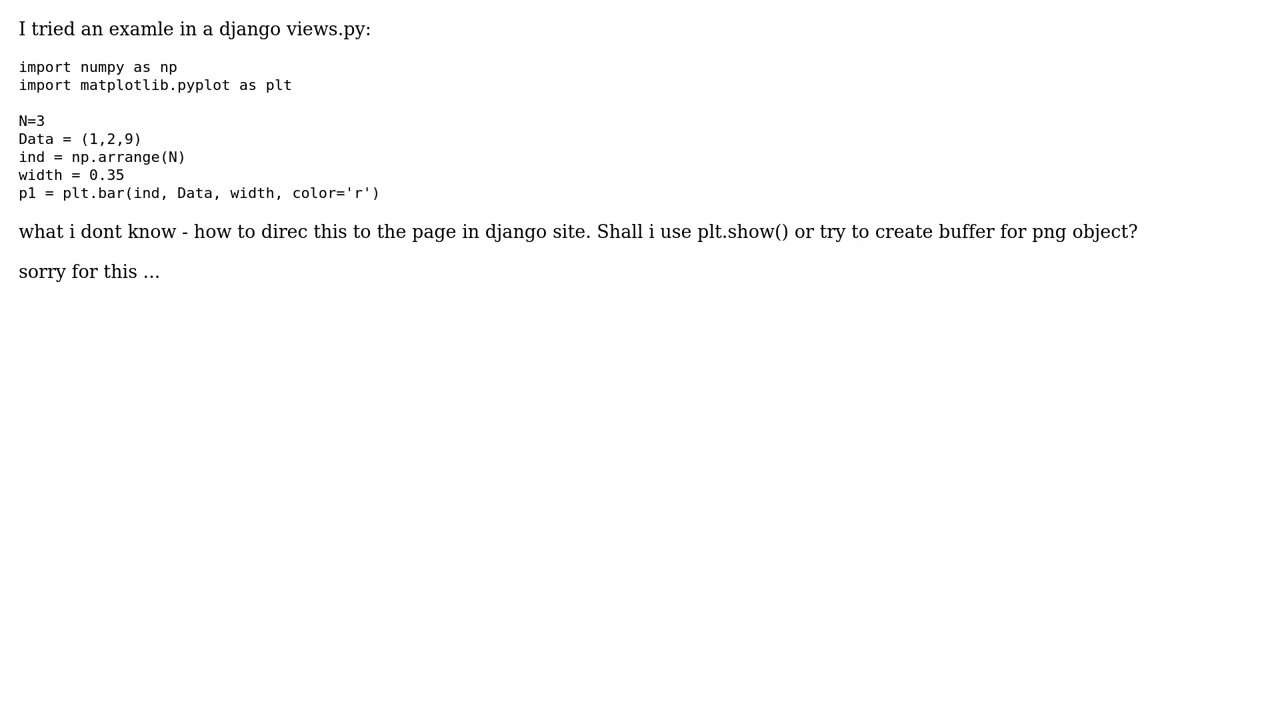 I tried an examle in a django views.py:
import numpy as np
import matplotlib.pyplot as plt
N=3
Data = (1,2,9)
ind = np.arrange(N)
width = 0.35
p1 = plt.bar(ind, Data, width, color='r')
what i dont know - how to direc this to the page in django site. Shall i use plt.show() or try to create buffer for png object?
sorry for this ...